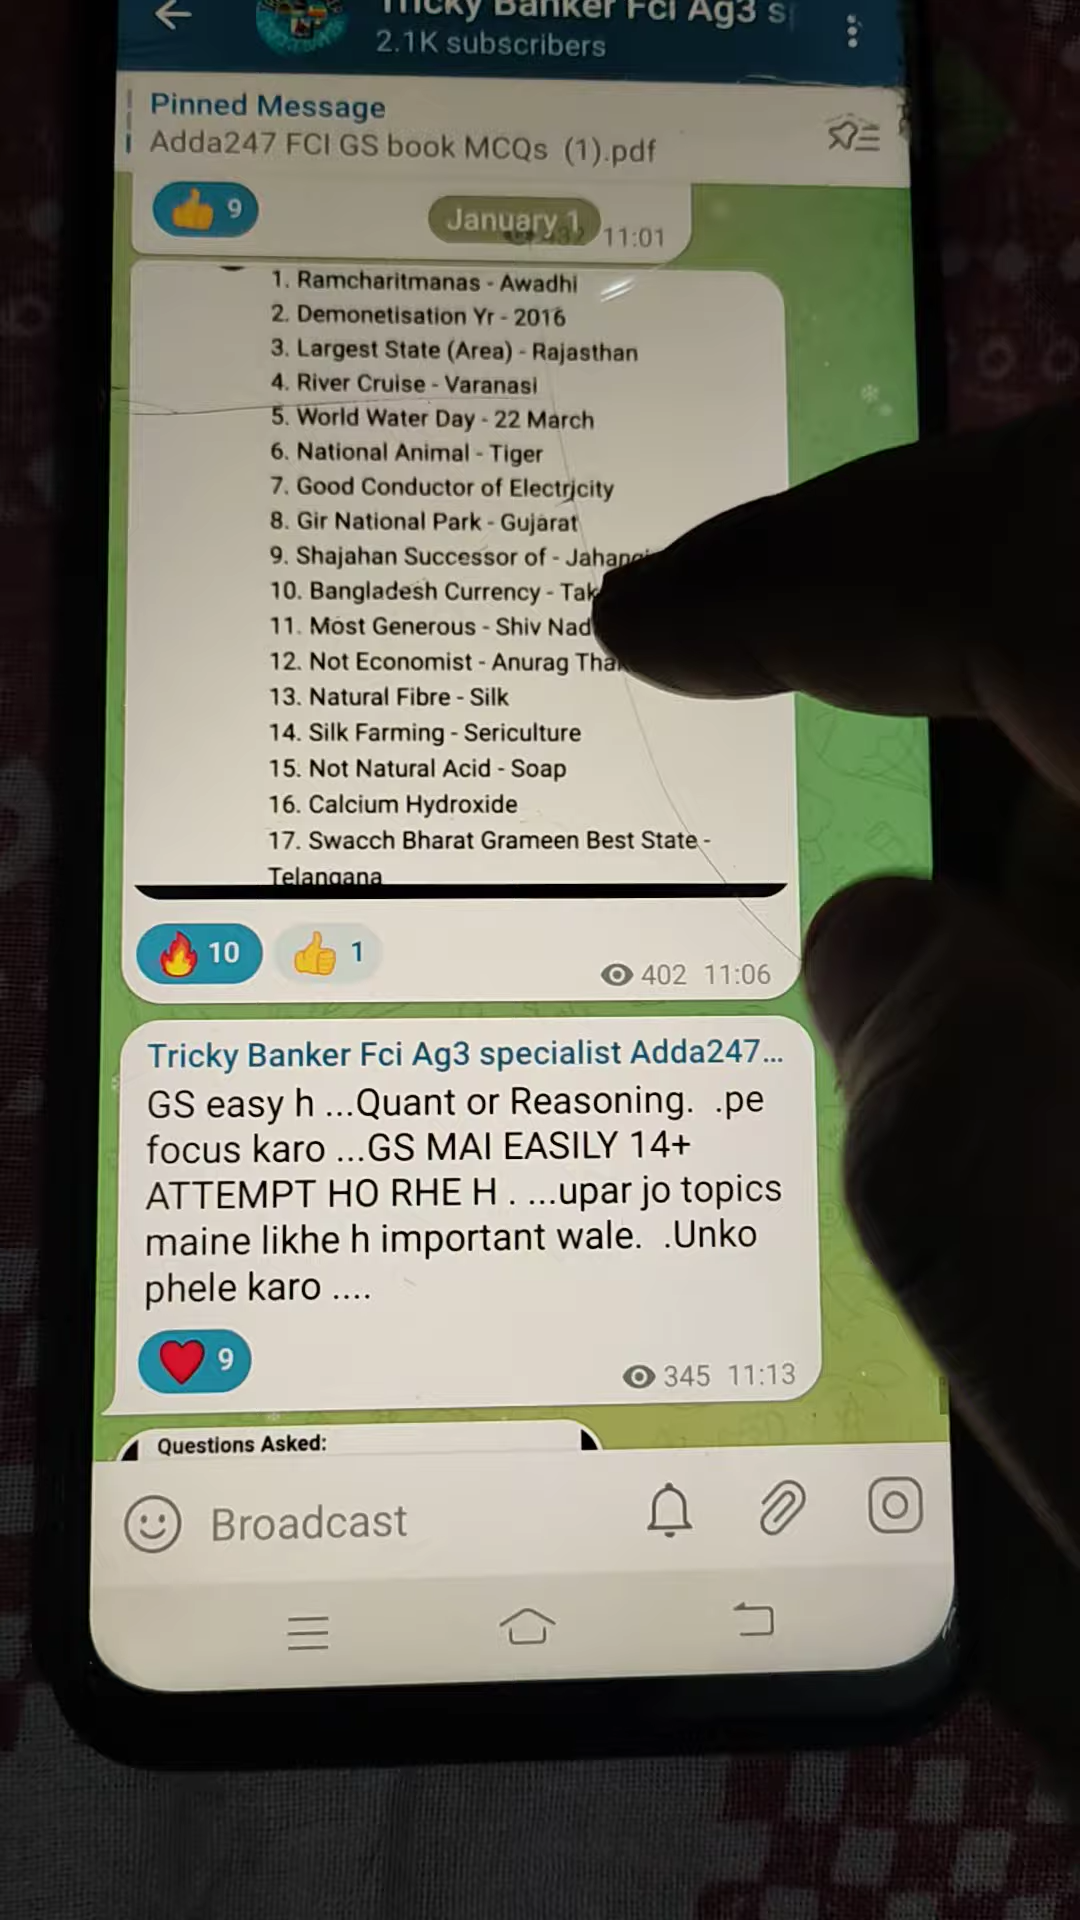 Tricky Banker Fci Ag3
2.1K subscribers
Pinned Message
Adda247 FCI GS book MCQs (1).pdf
9
January 1
11:01
1. Ramcharitmanas - Awadhi
2. Demonetisation Yr - 2016
3. Largest State (Area) - Rajasthan
4. River Cruise - Varanasi
5. World Water Day - 22 March
6. National Animal - Tiger
7. Good Conductor of Electricity
8. Gir National Park - Gujarat
9. Shajahan Successor of -
10. Bangladesh Currency -
11. Most Generous - Shiv
12. Not Economist - Anurag
13. Natural Fibre - Silk
14. Silk Farming - Sericulture
15. Not Natural Acid - Soap
16. Calcium Hydroxide
17. Swacch Bharat Grameen Best State -
Telangana
10 1
402 11:06
Tricky Banker Fci Ag3 specialist Adda247...
GS easy h ...Quant or Reasoning. .pe
focus karo ...GS MAI EASILY 14+
ATTEMPT HO RHE H . ...upar jo topics
maine likhe h important wale. .Unko
phele karo ....
9
345 11:13
Questions Asked:
Broadcast